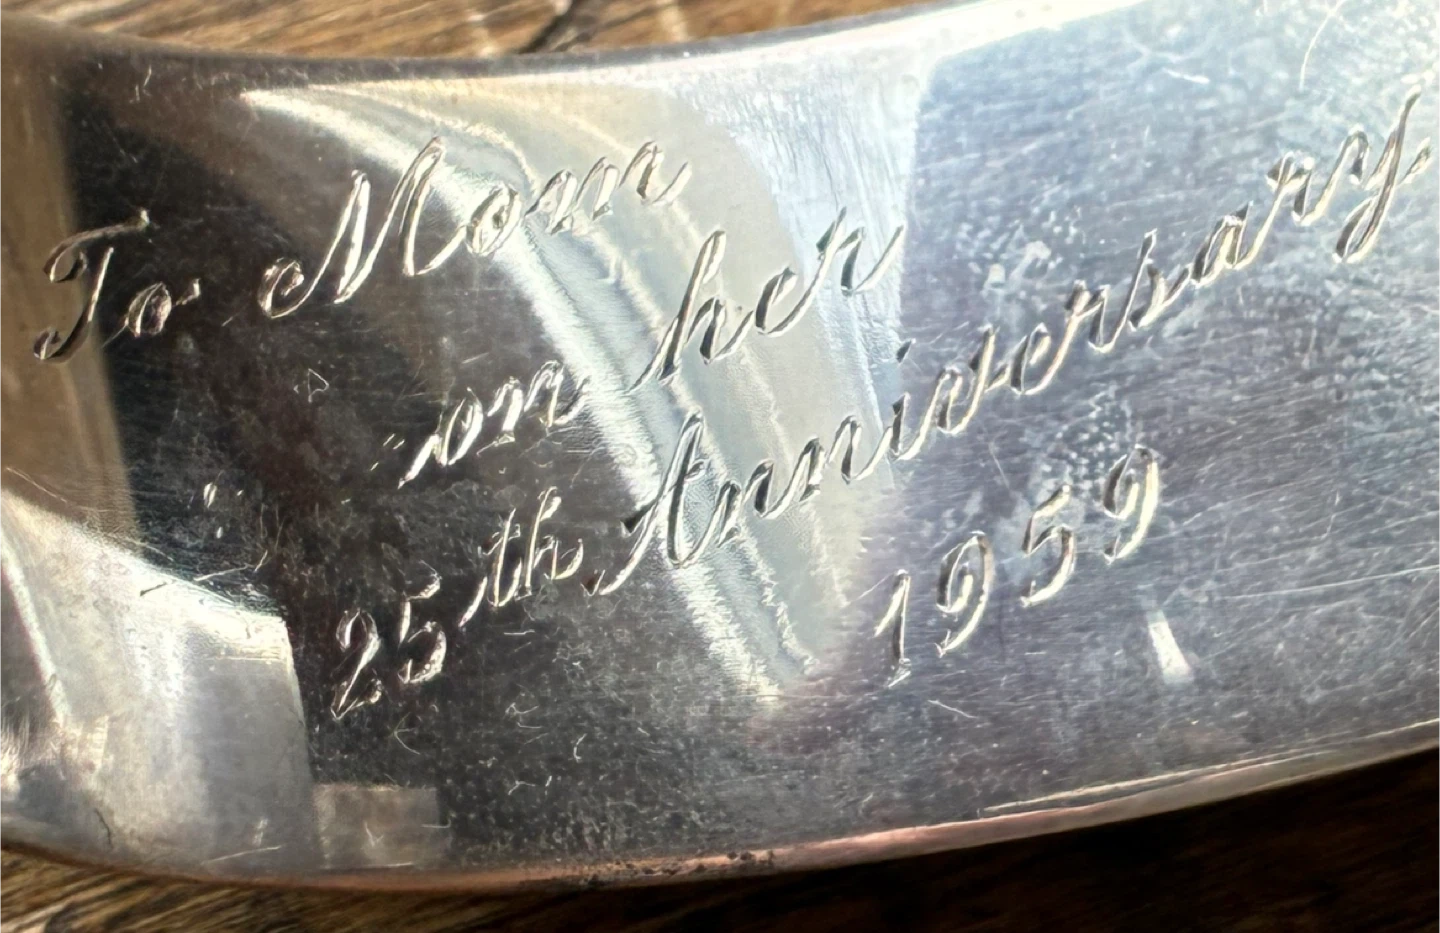 To Mom
on her
25th Anniversary.
1959